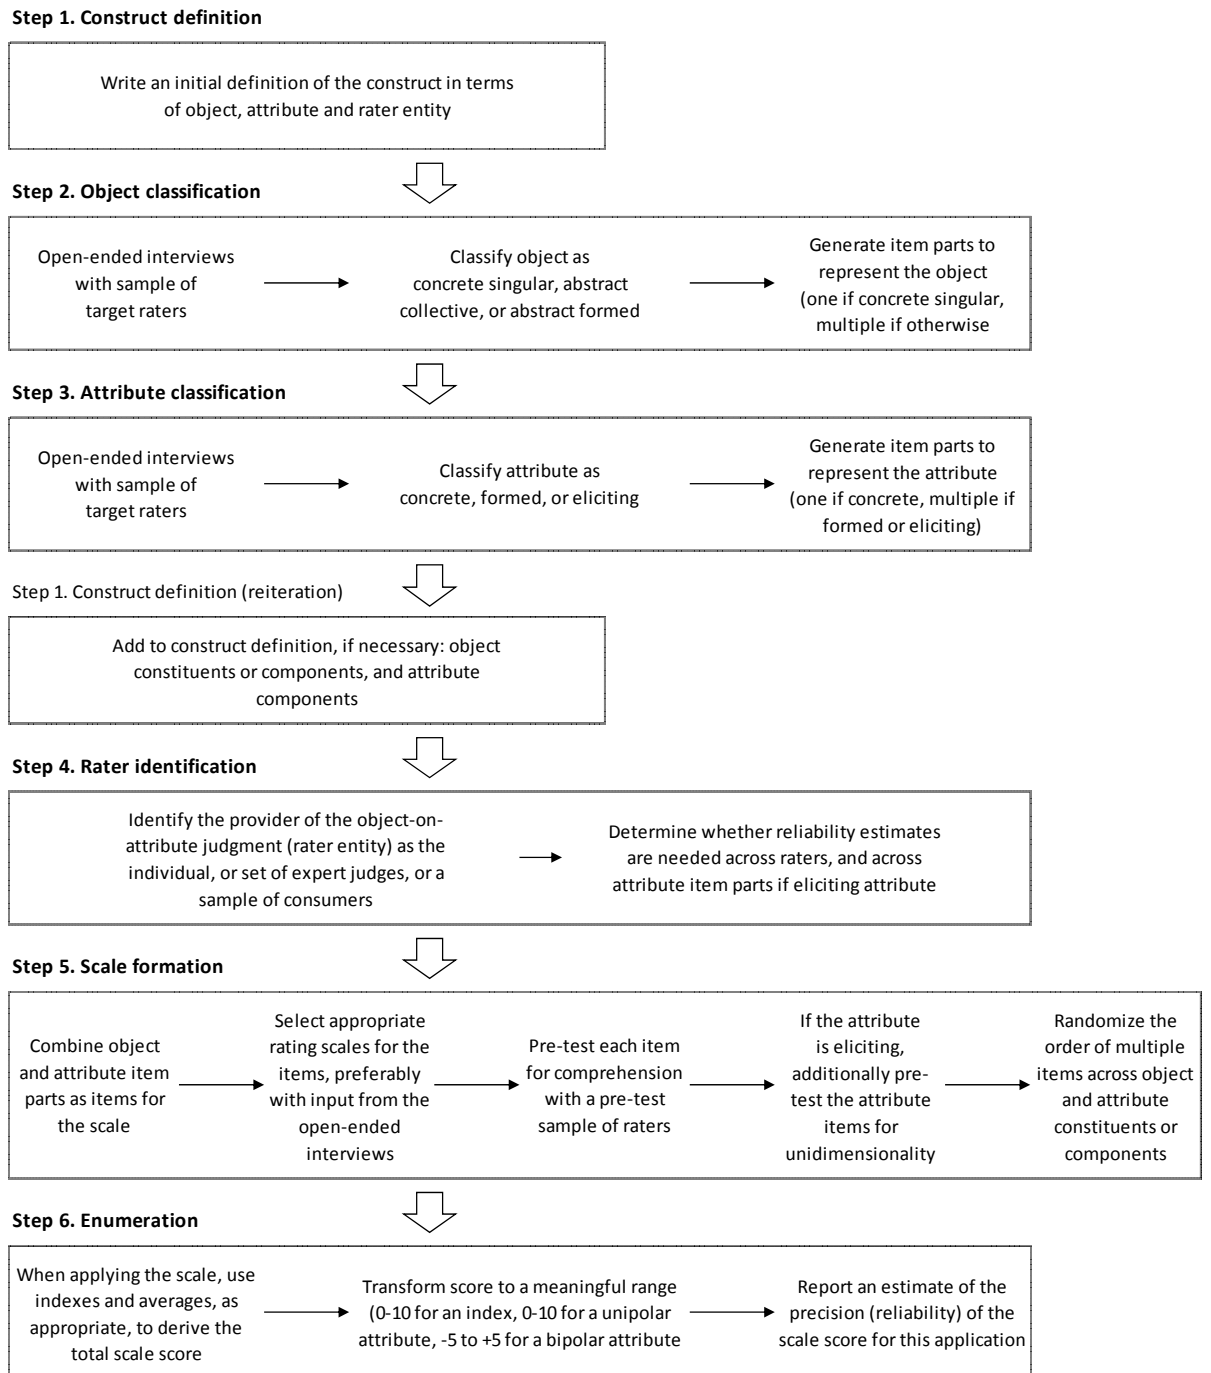 Step 1. Construct definition
Write an initial definition of the construct in terms
of object, attribute and rater entity
Step 2. Object classification
Open-ended interviews
with sample of
target raters
Classify object as
concrete singular, abstract
collective, or abstract formed
Generate item parts to
represent the object
(one if concrete singular,
multiple if otherwise
Step 3. Attribute classification
Open-ended interviews
with sample of
target raters
Classify attribute as
concrete, formed, or eliciting
Generate item parts to
represent the attribute
(one if concrete, multiple if
formed or eliciting)
Step 1. Construct definition (reiteration)
Add to construct definition, if necessary: object
constituents or components, and attribute
components
Step 4. Rater identification
Identify the provider of the object-on-
attribute judgment (rater entity) as the
individual, or set of expert judges, or a
sample of consumers
Determine whether reliability estimates
are needed across raters, and across
attribute item parts if eliciting attribute
Step 5. Scale formation
Combine object
and attribute item
parts as items for
the scale
Select appropriate
rating scales for the
items, preferably
with input from the
open-ended
interviews
Pre-test each item
for comprehension
with a pre-test
sample of raters
If the attribute
is eliciting,
additionally pre-
test the attribute
items for
unidimensionality
Randomize the
order of multiple
items across object
and attribute
constituents or
components
Step 6. Enumeration
When applying the scale, use
indexes and averages, as
appropriate, to derive the
total scale score
Transform score to a meaningful range
(0-10 for an index, 0-10 for a unipolar
attribute, -5 to +5 for a bipolar attribute
Report an estimate of the
precision (reliability) of the
scale score for this application